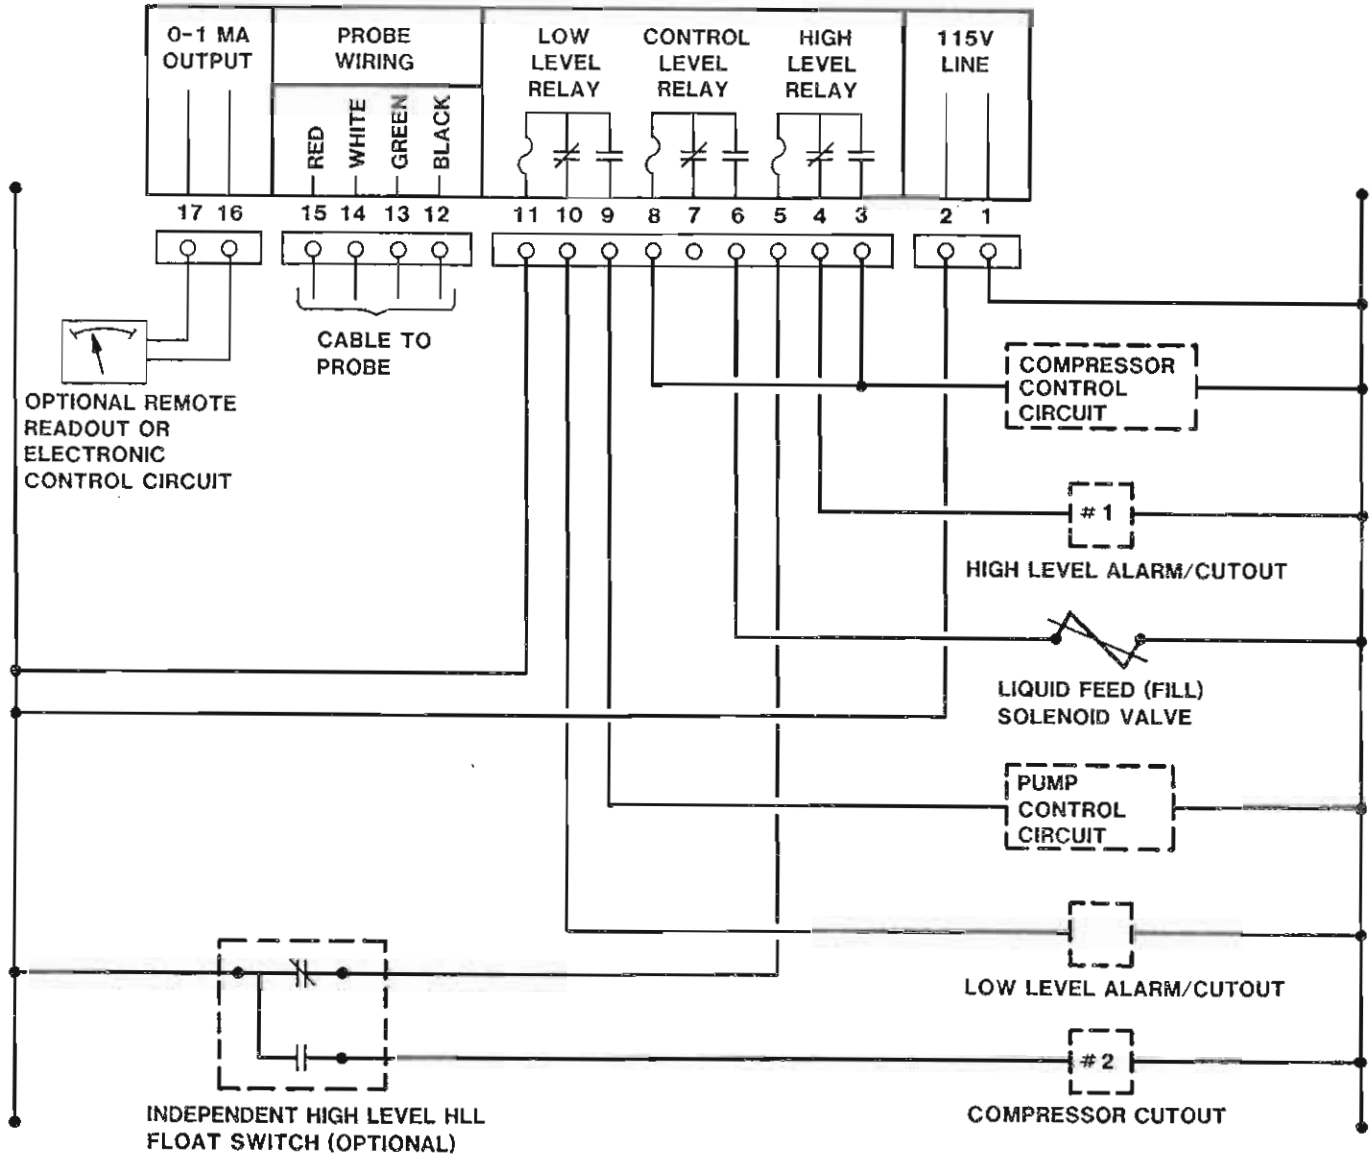 0-1 MA
OUTPUT
PROBE
WIRING
LOW
LEVEL
RELAY
CONTROL
LEVEL
RELAY
HIGH
LEVEL
RELAY
115V
LINE
RED
WHITE
GREEN
BLACK
17 16 15 14 13 12 11 10 9 8 7 6 5 4 3 2 1
CABLE TO
PROBE
OPTIONAL REMOTE
READOUT OR
ELECTRONIC
CONTROL CIRCUIT
COMPRESSOR
CONTROL
CIRCUIT
#1
HIGH LEVEL ALARM/CUTOUT
LIQUID FEED (FILL)
SOLENOID VALVE
PUMP
CONTROL
CIRCUIT
LOW LEVEL ALARM/CUTOUT
#2
COMPRESSOR CUTOUT
INDEPENDENT HIGH LEVEL HLL
FLOAT SWITCH (OPTIONAL)